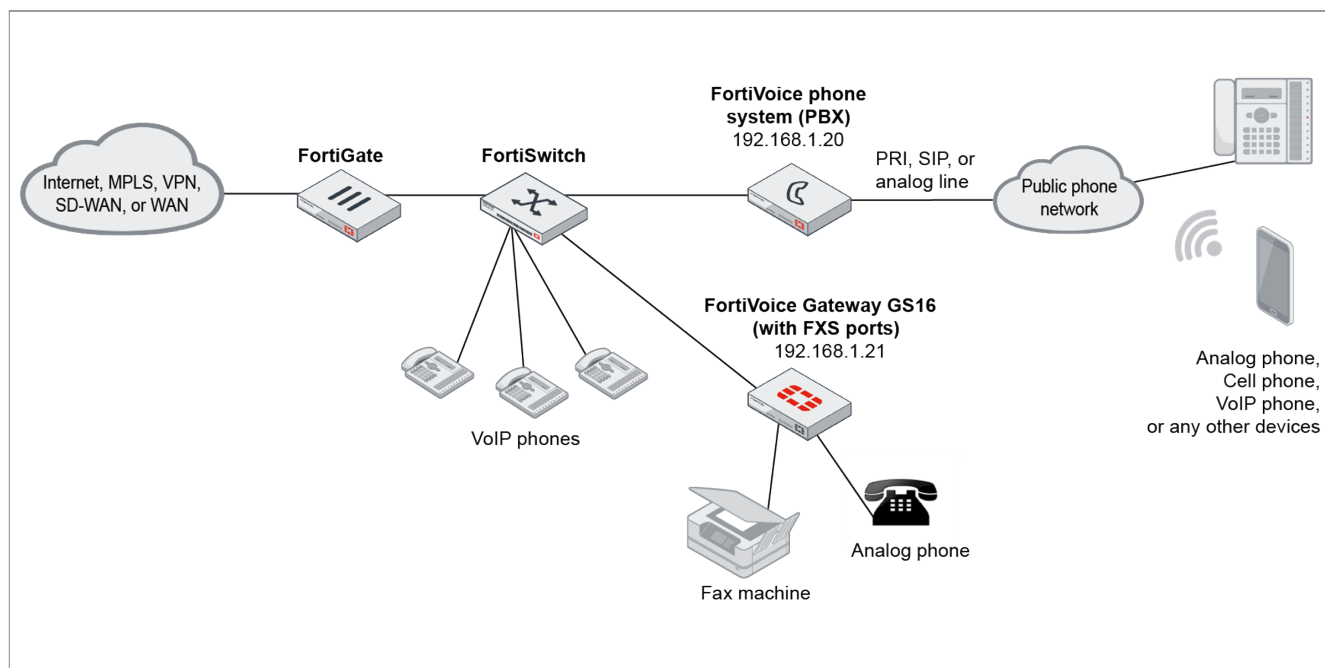 FortiVoice phone
system (PBX)
192.168.1.20
FortiGate
FortiSwitch
PRI, SIP, or
analog line
Internet, MPLS, VPN,
SD-WAN, or WAN
Public phone
network
FortiVoice Gateway GS16
(with FXS ports)
192.168.1.21
Analog phone,
Cell phone,
VoIP phone,
or any other devices
VoIP phones
Analog phone
Fax machine